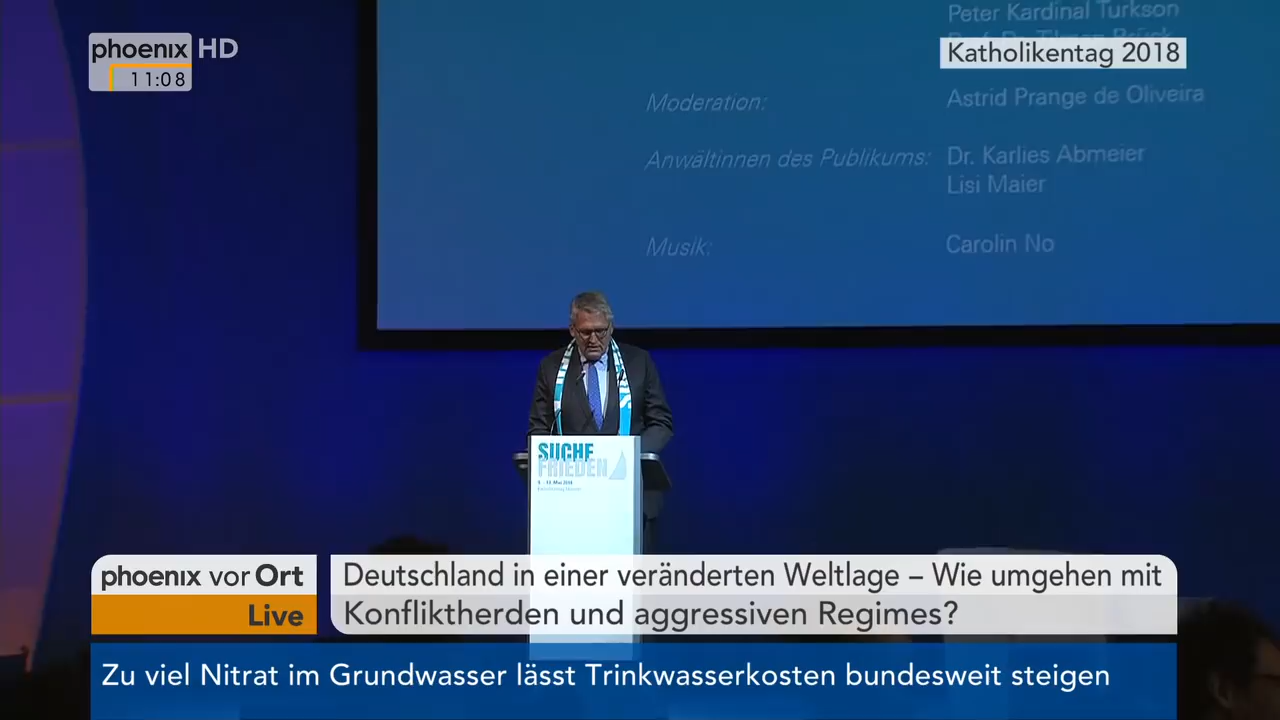 phoenix HD
11:08
Peter Kardinal Turkson
Katholikentag 2018
Moderation: Astrid Prange de Oliveira
Anwältinnen des Publikums: Dr. Karlies Abmeier
Lisi Maier
Musik: Carolin No
SUCHE
FRIEDEN
phoenix vor Ort
Live
Deutschland in einer veränderten Weltlage – Wie umgehen mit
Konfliktherden und aggressiven Regimes?
Zu viel Nitrat im Grundwasser lässt Trinkwasserkosten bundesweit steigen